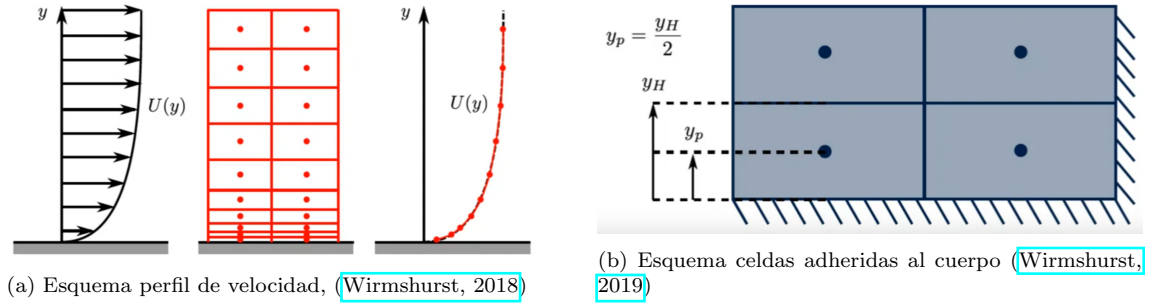 y
U(y)
y
U(y)
y_p = y_H / 2
y_H
y_p
(a) Esquema perfil de velocidad, (Wirmshurst, 2018)
(b) Esquema celdas adheridas al cuerpo (Wirmshurst,
2019)